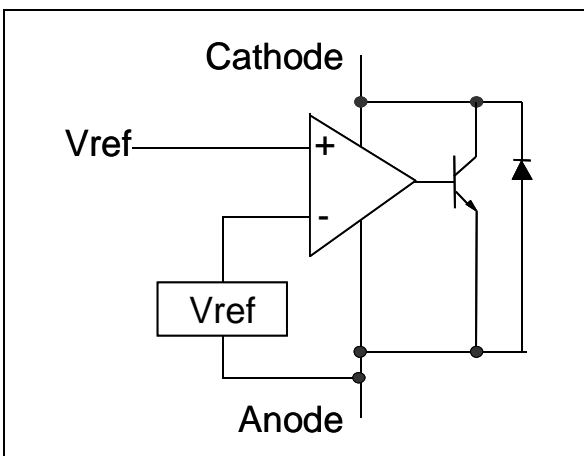 Cathode
Vref
+
-
Vref
Anode